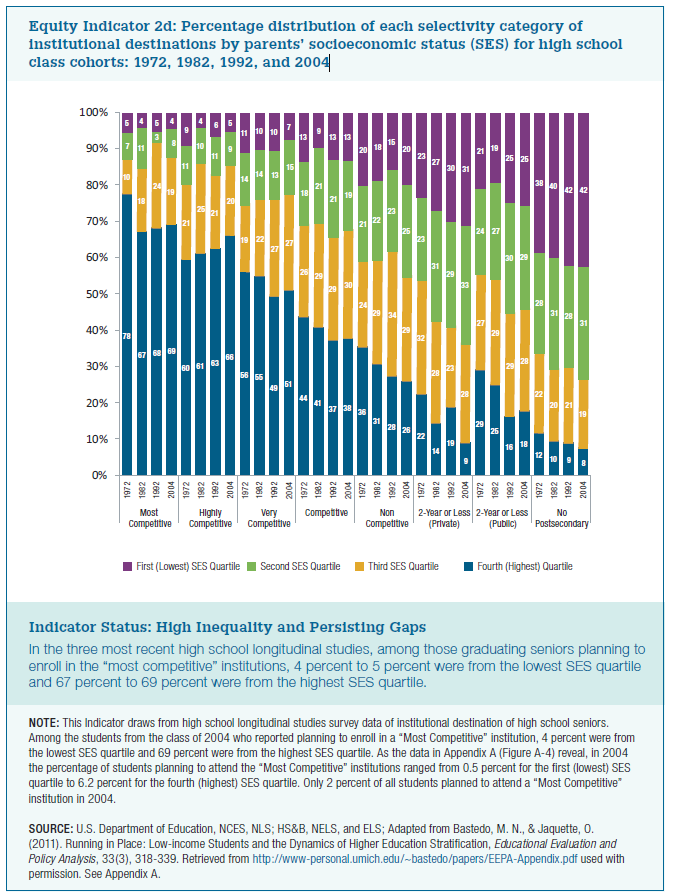 Equity Indicator 2d: Percentage distribution of each selectivity category of
institutional destinations by parents' socioeconomic status (SES) for high school
class cohorts: 1972, 1982, 1992, and 2004
100%
90%
80%
70%
60%
50%
40%
30%
20%
10%
0%
5 4 5 4 9 4 6 5 11 10 10 7 13 9 13 13 20 18 15 20 23 27 30 31 21 19 25 26 38 40 42 42
7 11 3 8 11 10 11 9 14 14 13 15 18 21 21 19 21 22 23 25 23 31 29 33 24 27 30 29 28 31 28 31
10 18 24 19 21 25 21 20 19 22 27 27 26 29 29 30 24 29 34 29 32 28 23 28 27 29 29 28 22 20 21 19
78 67 68 69 60 61 63 66 56 55 49 51 44 41 37 38 36 31 28 26 22 14 19 9 29 25 16 18 12 10 9 8
1972 1982 1992 2004 1972 1982 1992 2004 1972 1982 1992 2004 1972 1982 1992 2004 1972 1982 1992 2004 1972 1982 1992 2004 1972 1982 1992 2004 1972 1982 1992 2004
Most Highly Very Competitive Non 2-Year or Less 2-Year or Less No
Competitive Competitive Competitive Competitive (Private) (Public) Postsecondary
First (Lowest) SES Quartile Second SES Quartile Third SES Quartile Fourth (Highest) Quartile
Indicator Status: High Inequality and Persisting Gaps
In the three most recent high school longitudinal studies, among those graduating seniors planning to
enroll in the “most competitive” institutions, 4 percent to 5 percent were from the lowest SES quartile
and 67 percent to 69 percent were from the highest SES quartile.
NOTE: This Indicator draws from high school longitudinal studies survey data of institutional destination of high school seniors.
Among the students from the class of 2004 who reported planning to enroll in a “Most Competitive” institution, 4 percent were from
the lowest SES quartile and 69 percent were from the highest SES quartile. As the data in Appendix A (Figure A-4) reveal, in 2004
the percentage of students planning to attend the “Most Competitive” institutions ranged from 0.5 percent for the first (lowest) SES
quartile to 6.2 percent for the fourth (highest) SES quartile. Only 2 percent of all students planned to attend a “Most Competitive”
institution in 2004.
SOURCE: U.S. Department of Education, NCES, NLS; HS&B, NELS, and ELS; Adapted from Bastedo, M. N., & Jaquette, O.
(2011). Running in Place: Low-income Students and the Dynamics of Higher Education Stratification, Educational Evaluation and
Policy Analysis, 33(3), 318-339. Retrieved from http://www-personal.umich.edu/~bastedo/papers/EEPA-Appendix.pdf used with
permission. See Appendix A.